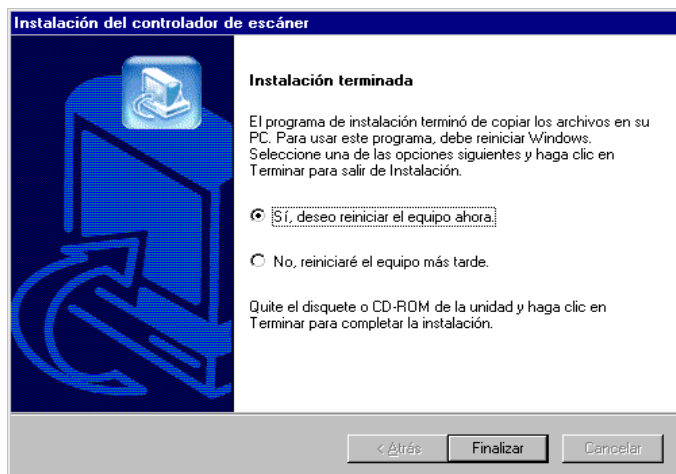 Instalación del controlador de escáner
Instalación terminada
El programa de instalación terminó de copiar los archivos en su
PC. Para usar este programa, debe reiniciar Windows.
Seleccione una de las opciones siguientes y haga clic en
Terminar para salir de Instalación.
Sí, deseo reiniciar el equipo ahora.
No, reiniciaré el equipo más tarde.
Quite el disquete o CD-ROM de la unidad y haga clic en
Terminar para completar la instalación.
< Atrás Finalizar Cancelar